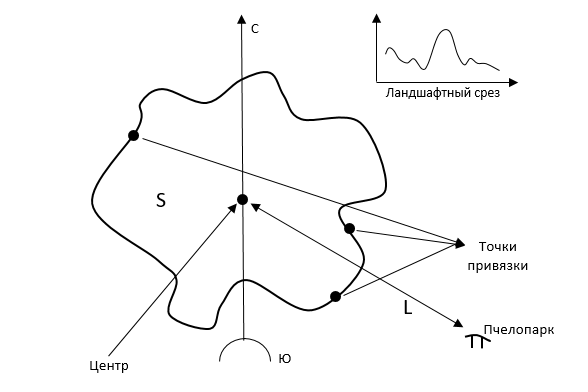 С
Ландшафтный срез
S
Точки
привязки
L
Пчелопарк
Ю
Центр